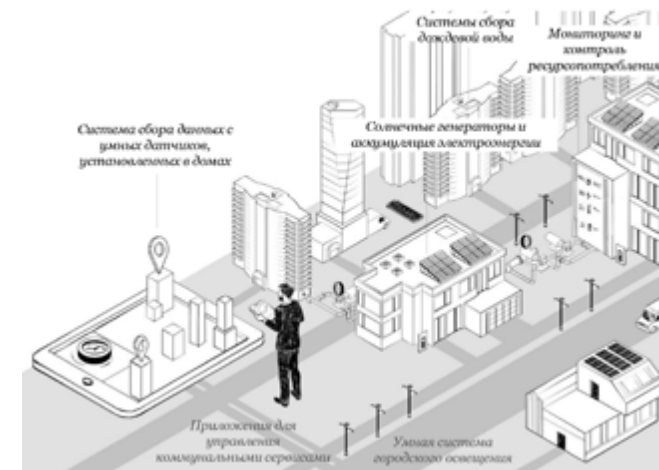 Системы сбора
дождевой воды
Мониторинг и
контроль
ресурсопотребления
Солнечные генераторы и
аккумуляция электроэнергии
Система сбора данных с
умных датчиков,
установленных в домах
Приложения для
управления
коммунальными сервисами
Умная система
городского освещения